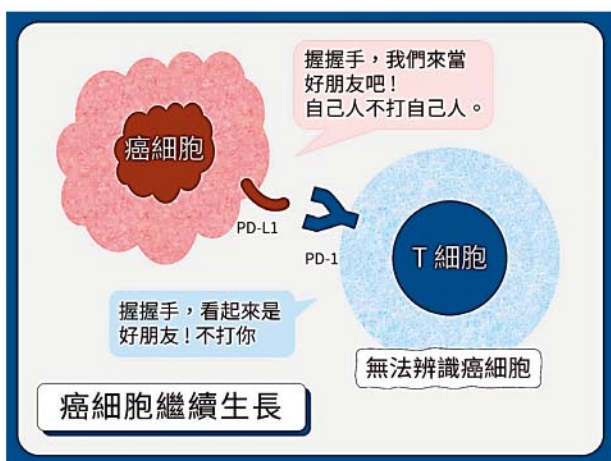 握握手，我們來當
好朋友吧！
自己人不打自己人。
癌細胞
PD-L1
PD-1
T 細胞
握握手，看起來是
好朋友！不打你
無法辨識癌細胞
癌細胞繼續生長